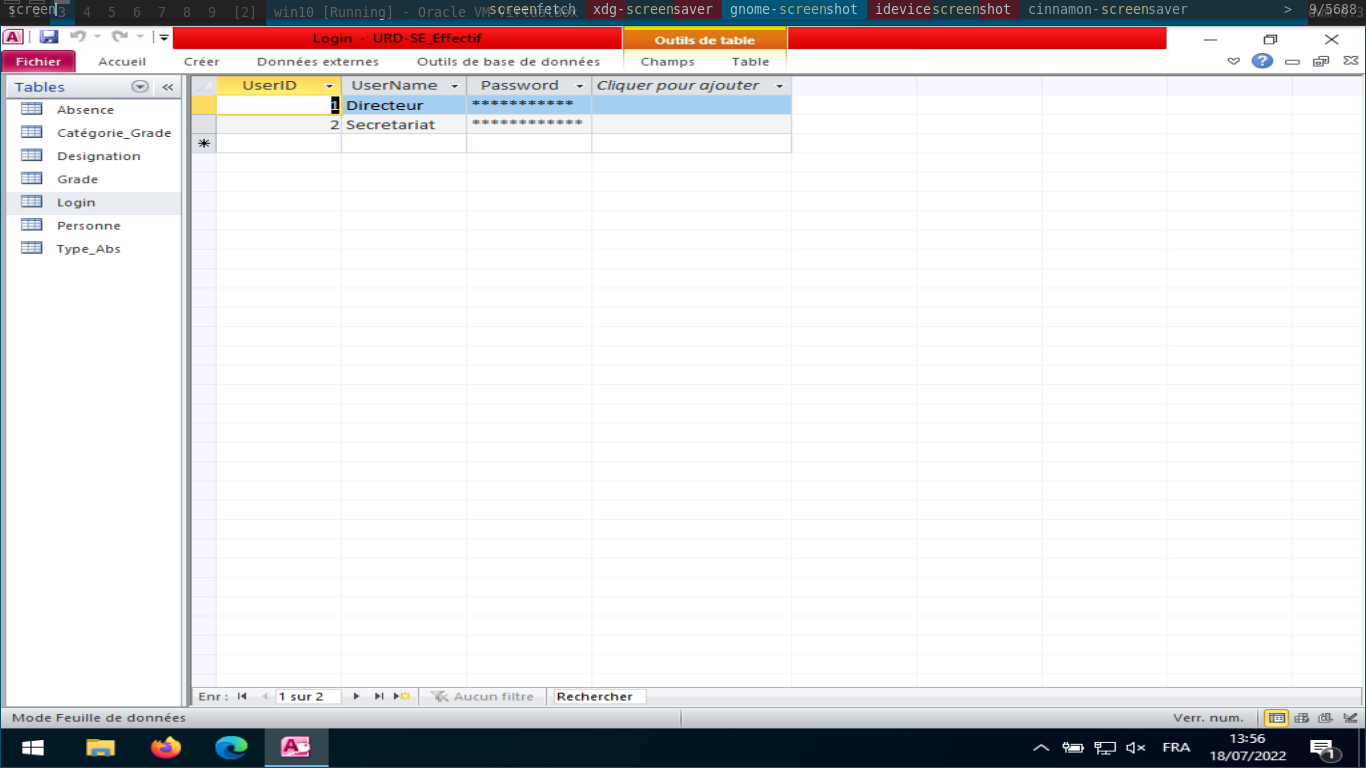 screen 3 4 5 6 7 8 9 [2] win10 [Running] - Oracle VM screenfetch xdg-screensaver gnome-screenshot idevicescreenshot cinnamon-screensaver > 9/5688
Login - URD-SE_Effectif Outils de table
Fichier Accueil Créer Données externes Outils de base de données Champs Table
Tables «
Absence
Catégorie_Grade
Designation
Grade
Login
Personne
Type_Abs
UserID UserName Password Cliquer pour ajouter
1 Directeur ***********
2 Secretariat ************
*
Enr : 1 sur 2 Aucun filtre Rechercher
Mode Feuille de données Verr. num.
FRA 13:56
18/07/2022 1